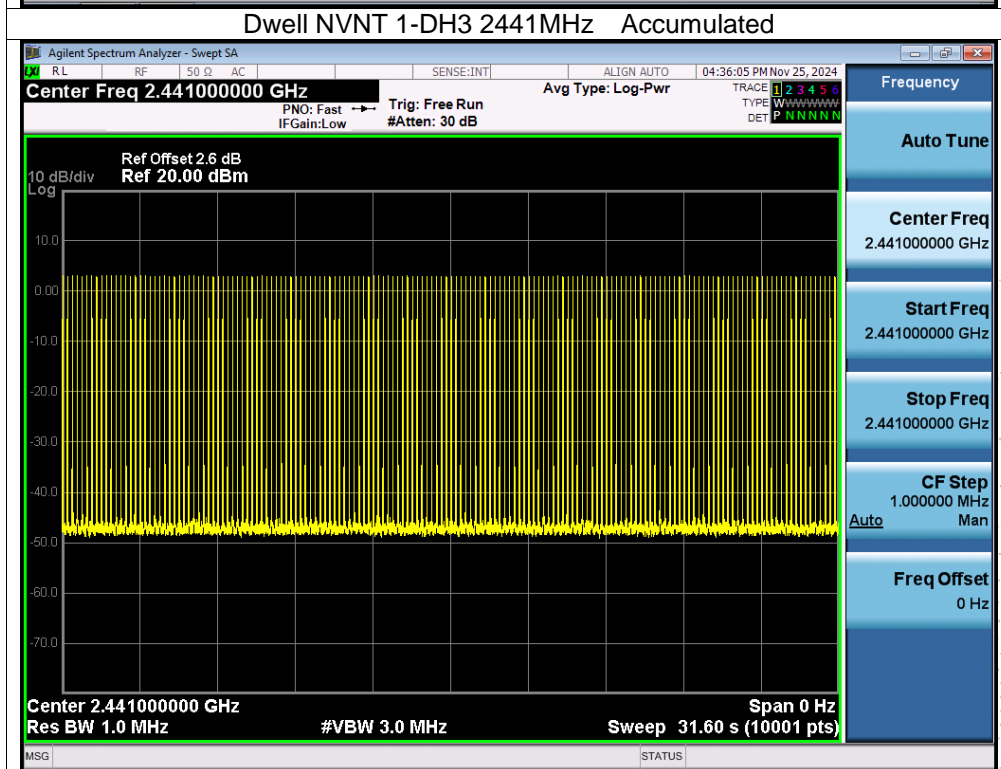 Dwell NVNT 1-DH3 2441MHz Accumulated
Agilent Spectrum Analyzer - Swept SA
LXI RL RF 50 Ω AC SENSE:INT ALIGN AUTO 04:36:05 PM Nov 25, 2024
Center Freq 2.441000000 GHz
PNO: Fast
IFGain:Low
Trig: Free Run
#Atten: 30 dB
Avg Type: Log-Pwr
TRACE 1 2 3 4 5 6
TYPE WWWWWWW
DET P N N N N N
Ref Offset 2.6 dB
10 dB/div Ref 20.00 dBm
Log
10.0
0.00
-10.0
-20.0
-30.0
-40.0
-50.0
-60.0
-70.0
Center 2.441000000 GHz Span 0 Hz
Res BW 1.0 MHz #VBW 3.0 MHz Sweep 31.60 s (10001 pts)
MSG STATUS
Frequency
Auto Tune
Center Freq
2.441000000 GHz
Start Freq
2.441000000 GHz
Stop Freq
2.441000000 GHz
CF Step
1.000000 MHz
Auto Man
Freq Offset
0 Hz